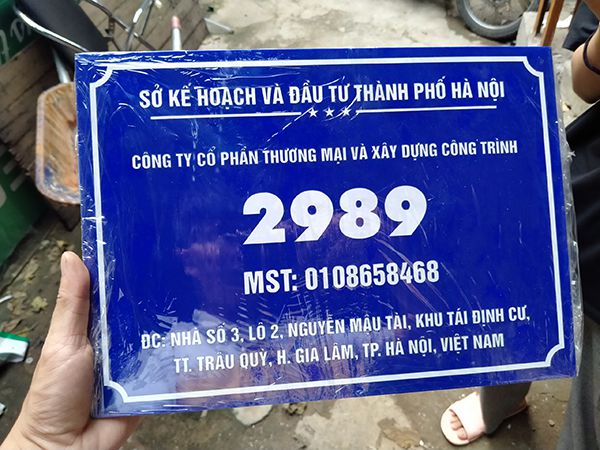 SỞ KẾ HOẠCH VÀ ĐẦU TƯ THÀNH PHỐ HÀ NỘI
CÔNG TY CỔ PHẦN THƯƠNG MẠI VÀ XÂY DỰNG CÔNG TRÌNH
2989
MST: 0108658468
ĐC: NHÀ SỐ 3, LÔ 2, NGUYỄN MẬU TÀI, KHU TÁI ĐỊNH CƯ,
TT. TRÂU QUỲ, H. GIA LÂM, TP. HÀ NỘI, VIỆT NAM